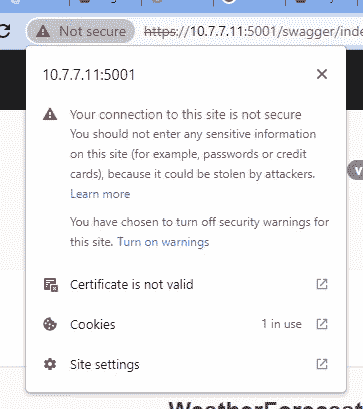 Not secure https://10.7.7.11:5001/swagger/inde
10.7.7.11:5001
Your connection to this site is not secure
You should not enter any sensitive information
on this site (for example, passwords or credit
cards), because it could be stolen by attackers.
Learn more
You have chosen to turn off security warnings for
this site. Turn on warnings
Certificate is not valid
Cookies 1 in use
Site settings
WeatherForecast